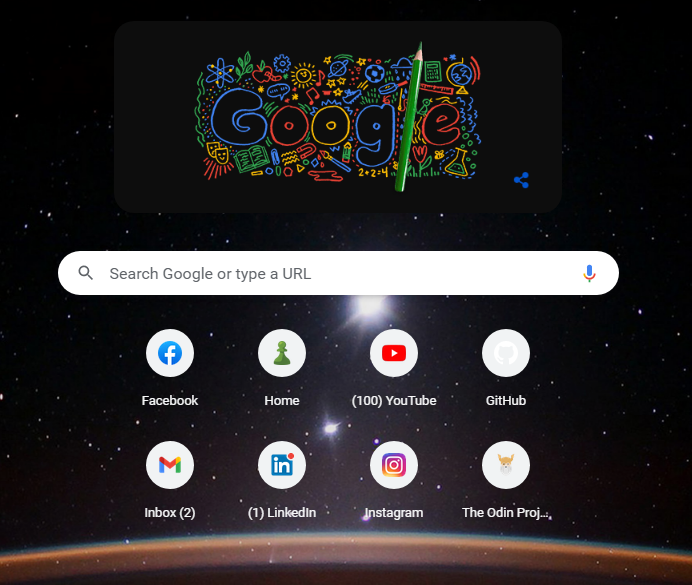 Google
2+2=4
Search Google or type a URL
Facebook
Home
(100) YouTube
GitHub
in
Inbox (2)
(1) LinkedIn
Instagram
The Odin Proj...